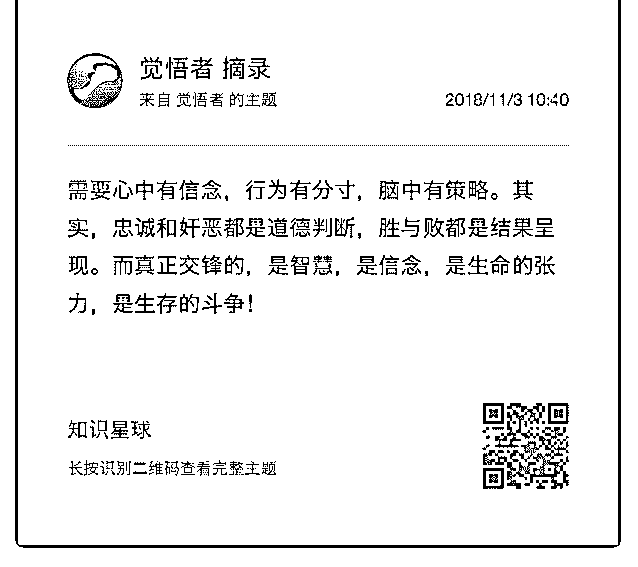 觉悟者 摘录
来自 觉悟者 的主题
2018/11/3 10:40
需要心中有信念，行为有分寸，脑中有策略。其
实，忠诚和奸恶都是道德判断，胜与败都是结果呈
现。而真正交锋的，是智慧，是信念，是生命的张
力，是生存的斗争！
知识星球
长按识别二维码查看完整主题